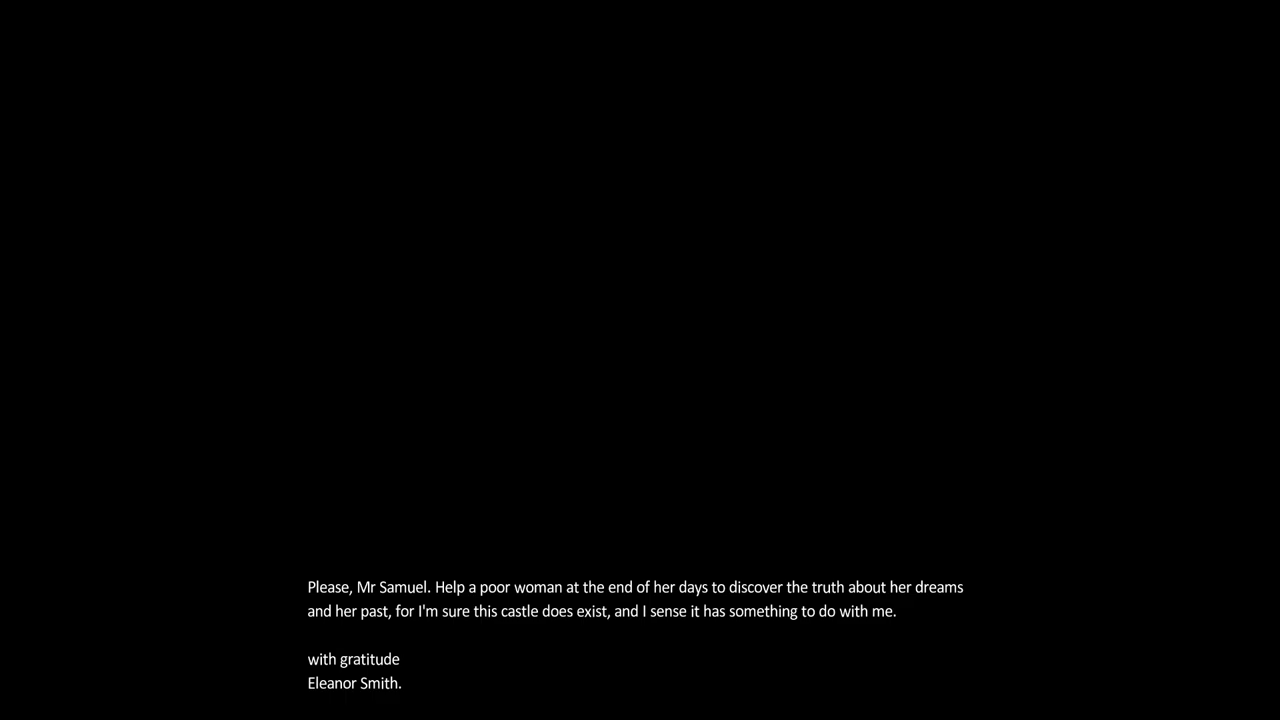 Please, Mr Samuel. Help a poor woman at the end of her days to discover the truth about her dreams
and her past, for I'm sure this castle does exist, and I sense it has something to do with me.
with gratitude
Eleanor Smith.